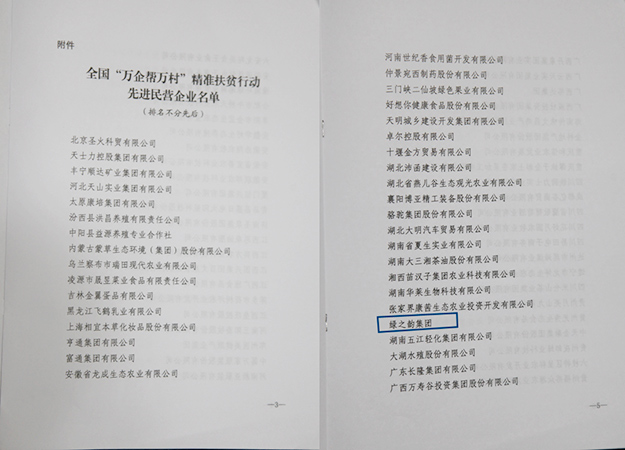 附件
全国“万企帮万村”精准扶贫行动
先进民营企业名单
（排名不分先后）
北京圣火科贸有限公司
天士力控股集团有限公司
丰宁顺达矿业集团有限公司
河北天山实业集团有限公司
太原康培集团有限公司
汾西县洪昌养殖有限责任公司
中阳县益源养殖专业合作社
内蒙古蒙草生态环境（集团）股份有限公司
乌兰察布市瑞田现代农业有限公司
凌源市晟昱菜业食品有限责任公司
吉林金翼蛋品有限公司
黑龙江飞鹤乳业有限公司
上海相宜本草化妆品股份有限公司
亨通集团有限公司
富通集团有限公司
安徽省龙成生态农业有限公司
—3—
河南世纪香食用菌开发有限公司
仲景宛西制药股份有限公司
三门峡二仙坡绿色果业有限公司
好想你健康食品股份有限公司
天明城乡建设开发集团有限公司
卓尔控股有限公司
十堰金方贸易有限公司
湖北沛函建设有限公司
湖北省燕儿谷生态观光农业有限公司
襄阳博亚精工装备股份有限公司
骆驼集团股份有限公司
湖北大明汽车贸易有限公司
湖南省夏生实业有限公司
湖南大三湘茶油股份有限公司
湘西苗汉子集团农业科技有限公司
湖南华莱生物科技有限公司
张家界康茜生态农业投资开发有限公司
绿之韵集团
湖南五江轻化集团有限公司
大湖水殖股份有限公司
广东长隆集团有限公司
广西万寿谷投资集团股份有限公司
—5—